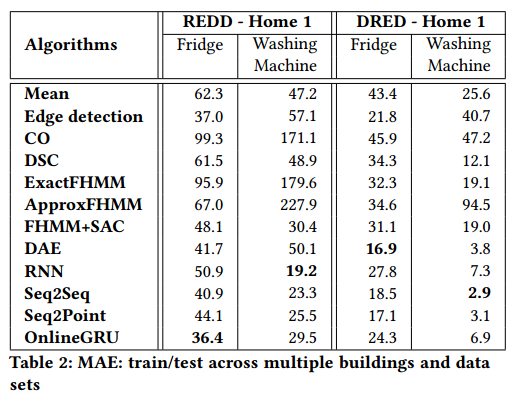 REDD - Home 1 DRED - Home 1
Algorithms Fridge Washing Machine Fridge Washing Machine
Mean 62.3 47.2 43.4 25.6
Edge detection 37.0 57.1 21.8 40.7
CO 99.3 171.1 45.9 47.2
DSC 61.5 48.9 34.3 12.1
ExactFHMM 95.9 179.6 32.3 19.1
ApproxFHMM 67.0 227.9 34.6 94.5
FHMM+SAC 48.1 30.4 31.1 19.0
DAE 41.7 50.1 16.9 3.8
RNN 50.9 19.2 27.8 7.3
Seq2Seq 40.9 23.3 18.5 2.9
Seq2Point 44.1 25.5 17.1 3.1
OnlineGRU 36.4 29.5 24.3 6.9
Table 2: MAE: train/test across multiple buildings and data
sets